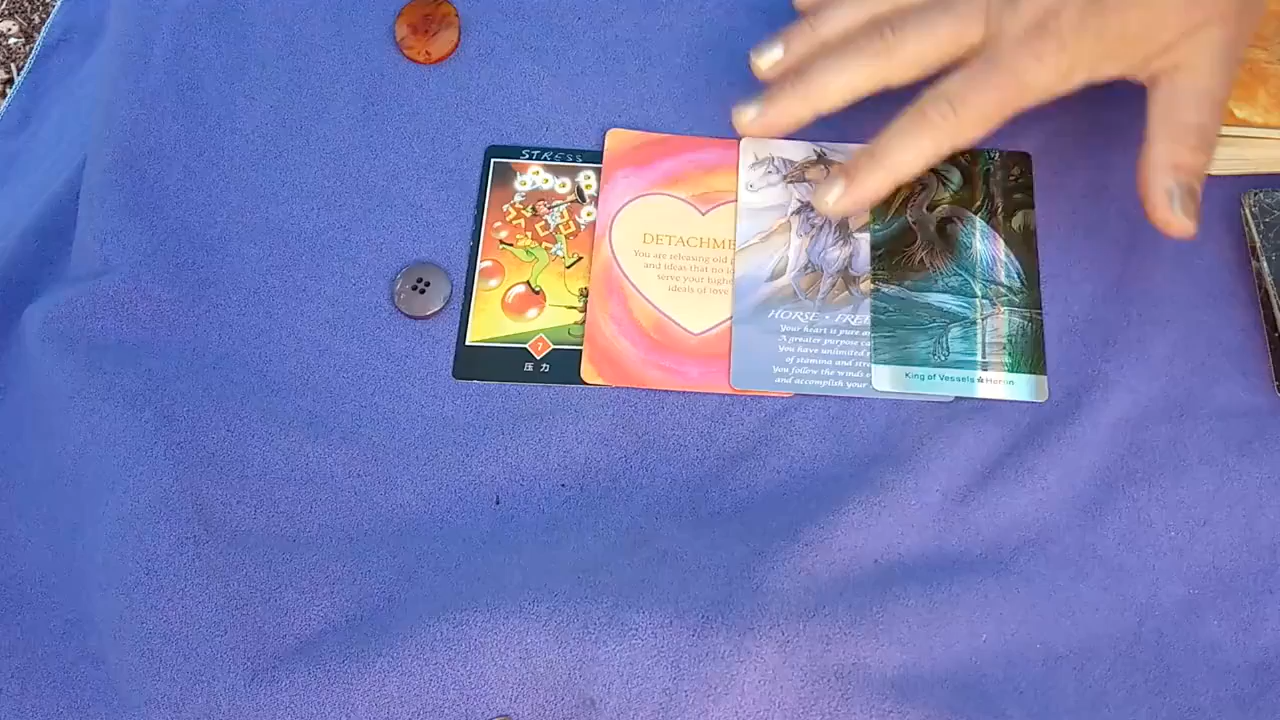 STRESS
7
压力
DETACHME
You are releasing old
and ideas that no lo
serve your highe
ideals of love
HORSE • FREE
Your heart is pure a
A greater purpose ca
You have unlimited
of stamina and stre
You follow the winds o
and accomplish your
King of Vessels Heron